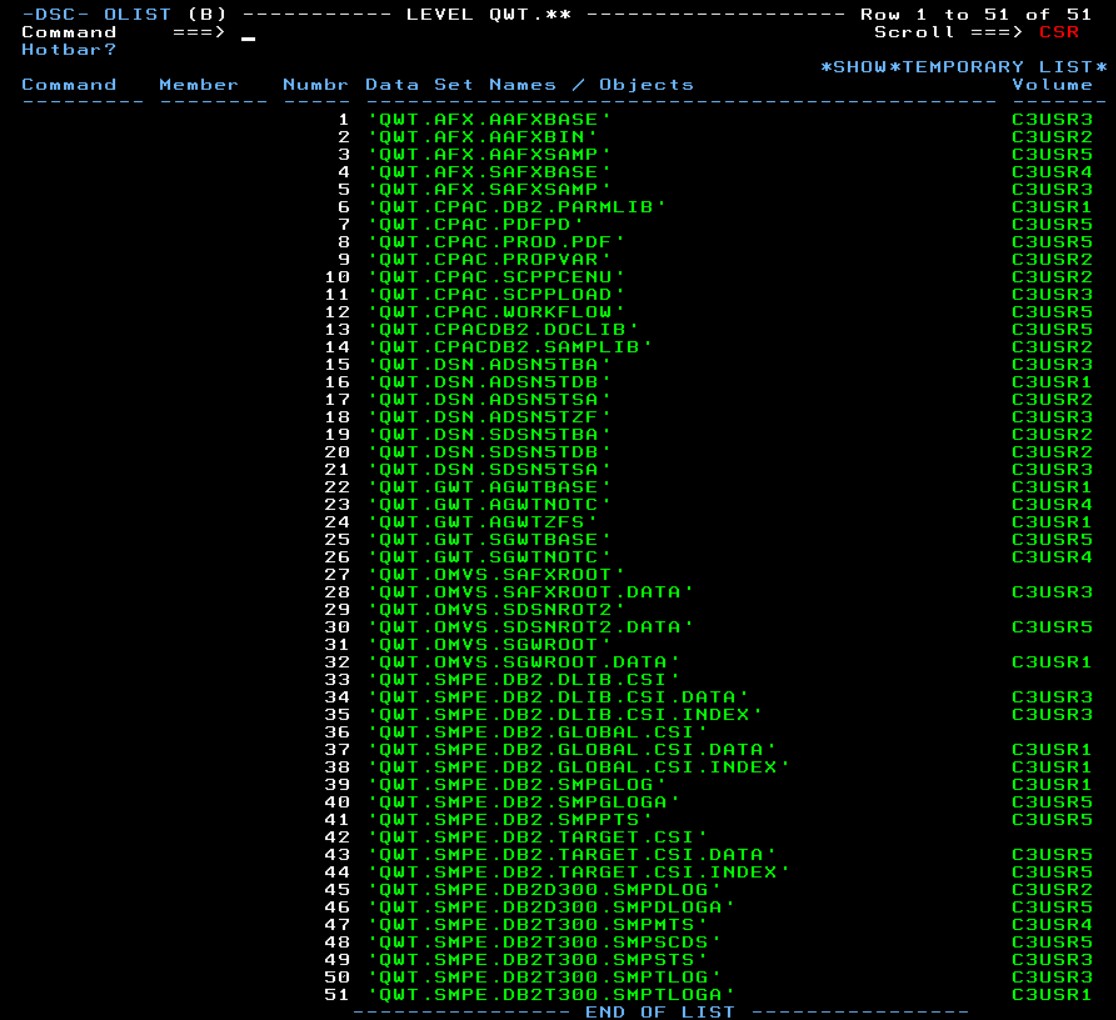 -DSC- OLIST (B) ----------- LEVEL QWT.** ------------------- Row 1 to 51 of 51
Command ===> _ Scroll ===> CSR
Hotbar?
*SHOW*TEMPORARY LIST*
Command Member Numbr Data Set Names / Objects Volume
--------- -------- ----- ---------------------------------------------- -------
1 'QWT.AFX.AAFXBASE' C3USR3
2 'QWT.AFX.AAFXBIN' C3USR2
3 'QWT.AFX.AAFXSAMP' C3USR5
4 'QWT.AFX.SAFXBASE' C3USR4
5 'QWT.AFX.SAFXSAMP' C3USR3
6 'QWT.CPAC.DB2.PARMLIB' C3USR1
7 'QWT.CPAC.PDFPD' C3USR5
8 'QWT.CPAC.PROD.PDF' C3USR5
9 'QWT.CPAC.PROPVAR' C3USR2
10 'QWT.CPAC.SCPPCENU' C3USR2
11 'QWT.CPAC.SCPPLOAD' C3USR3
12 'QWT.CPAC.WORKFLOW' C3USR5
13 'QWT.CPACDB2.DOCLIB' C3USR5
14 'QWT.CPACDB2.SAMPLIB' C3USR2
15 'QWT.DSN.ADSN5TBA' C3USR3
16 'QWT.DSN.ADSN5TDB' C3USR1
17 'QWT.DSN.ADSN5TSA' C3USR2
18 'QWT.DSN.ADSN5TZF' C3USR3
19 'QWT.DSN.SDSN5TBA' C3USR2
20 'QWT.DSN.SDSN5TDB' C3USR2
21 'QWT.DSN.SDSN5TSA' C3USR3
22 'QWT.GWT.AGWTBASE' C3USR1
23 'QWT.GWT.AGWTNOTC' C3USR4
24 'QWT.GWT.AGWTZFS' C3USR1
25 'QWT.GWT.SGWTBASE' C3USR5
26 'QWT.GWT.SGWTNOTC' C3USR4
27 'QWT.OMVS.SAFXROOT'
28 'QWT.OMVS.SAFXROOT.DATA' C3USR3
29 'QWT.OMVS.SDSNROT2'
30 'QWT.OMVS.SDSNROT2.DATA' C3USR5
31 'QWT.OMVS.SGWROOT'
32 'QWT.OMVS.SGWROOT.DATA' C3USR1
33 'QWT.SMPE.DB2.DLIB.CSI'
34 'QWT.SMPE.DB2.DLIB.CSI.DATA' C3USR3
35 'QWT.SMPE.DB2.DLIB.CSI.INDEX' C3USR3
36 'QWT.SMPE.DB2.GLOBAL.CSI'
37 'QWT.SMPE.DB2.GLOBAL.CSI.DATA' C3USR1
38 'QWT.SMPE.DB2.GLOBAL.CSI.INDEX' C3USR1
39 'QWT.SMPE.DB2.SMPGLOG' C3USR1
40 'QWT.SMPE.DB2.SMPGLOGA' C3USR5
41 'QWT.SMPE.DB2.SMPPTS' C3USR5
42 'QWT.SMPE.DB2.TARGET.CSI'
43 'QWT.SMPE.DB2.TARGET.CSI.DATA' C3USR5
44 'QWT.SMPE.DB2.TARGET.CSI.INDEX' C3USR5
45 'QWT.SMPE.DB2D300.SMPDLOG' C3USR2
46 'QWT.SMPE.DB2D300.SMPDLOGA' C3USR5
47 'QWT.SMPE.DB2T300.SMPMTS' C3USR4
48 'QWT.SMPE.DB2T300.SMPSCDS' C3USR5
49 'QWT.SMPE.DB2T300.SMPSTS' C3USR3
50 'QWT.SMPE.DB2T300.SMPTLOG' C3USR3
51 'QWT.SMPE.DB2T300.SMPTLOGA' C3USR1
---------------- END OF LIST ----------------